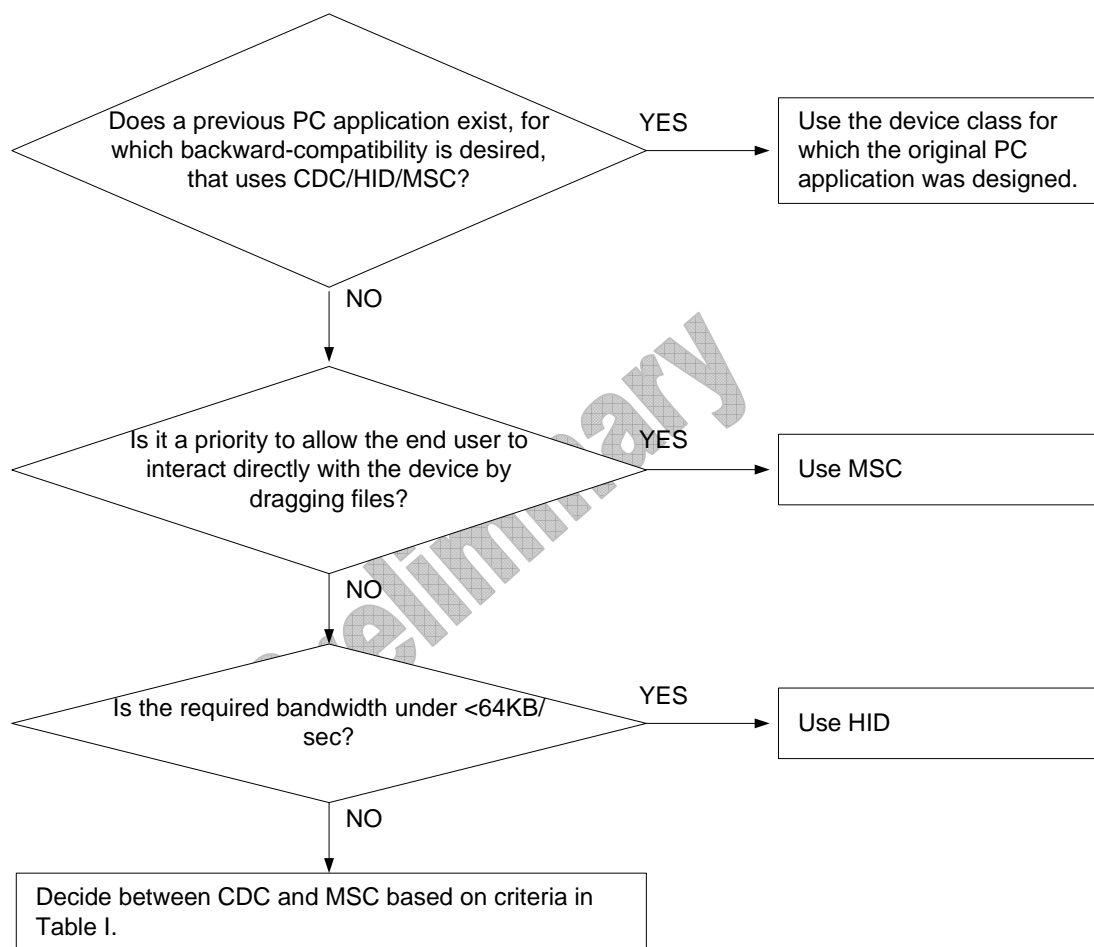 Does a previous PC application exist, for
which backward-compatibility is desired,
that uses CDC/HID/MSC?
YES
Use the device class for
which the original PC
application was designed.
NO
Is it a priority to allow the end user to
interact directly with the device by
dragging files?
YES
Use MSC
NO
Is the required bandwidth under <64KB/
sec?
YES
Use HID
NO
Decide between CDC and MSC based on criteria in
Table I.
Preliminary